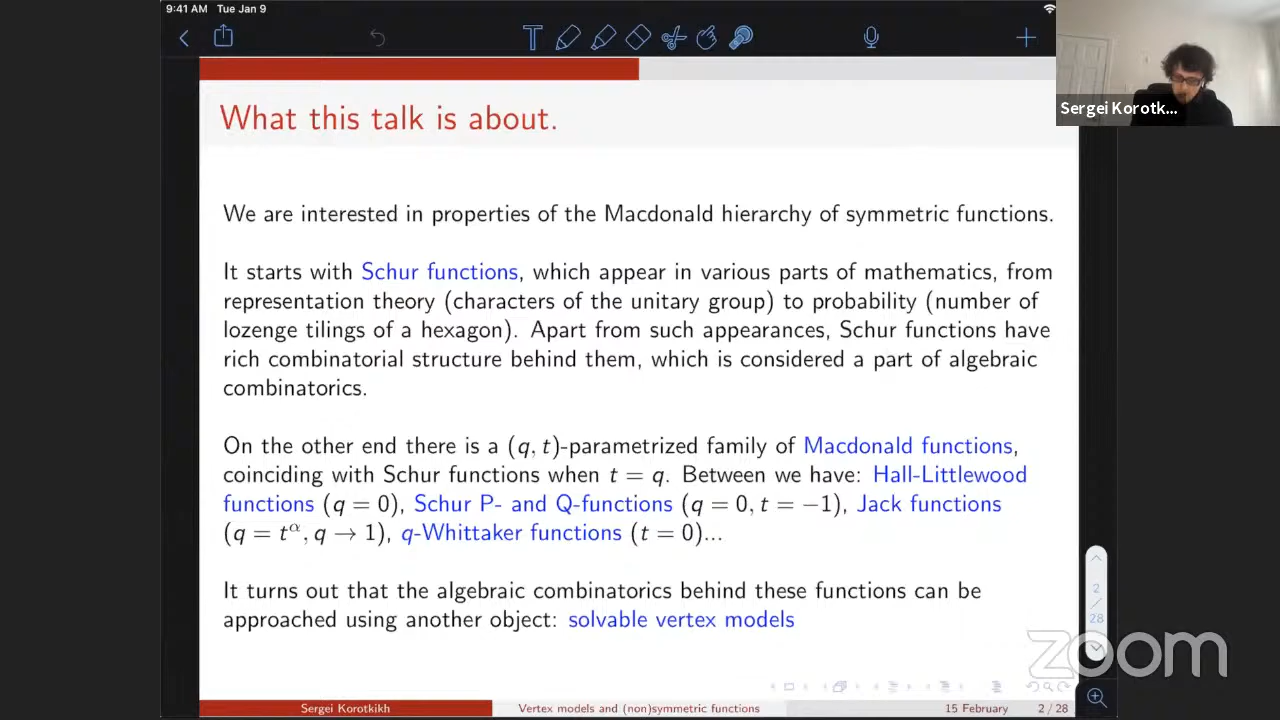 9:41 AM Tue Jan 9
What this talk is about.
Sergei Korotk...
We are interested in properties of the Macdonald hierarchy of symmetric functions.
It starts with Schur functions, which appear in various parts of mathematics, from
representation theory (characters of the unitary group) to probability (number of
lozenge tilings of a hexagon). Apart from such appearances, Schur functions have
rich combinatorial structure behind them, which is considered a part of algebraic
combinatorics.
On the other end there is a (q, t)-parametrized family of Macdonald functions,
coinciding with Schur functions when t = q. Between we have: Hall-Littlewood
functions (q = 0), Schur P- and Q-functions (q = 0, t = −1), Jack functions
(q = t^α, q → 1), q-Whittaker functions (t = 0)...
It turns out that the algebraic combinatorics behind these functions can be
approached using another object: solvable vertex models
2
/
28
zoom
Sergei Korotkikh
Vertex models and (non)symmetric functions
15 February
2 / 28